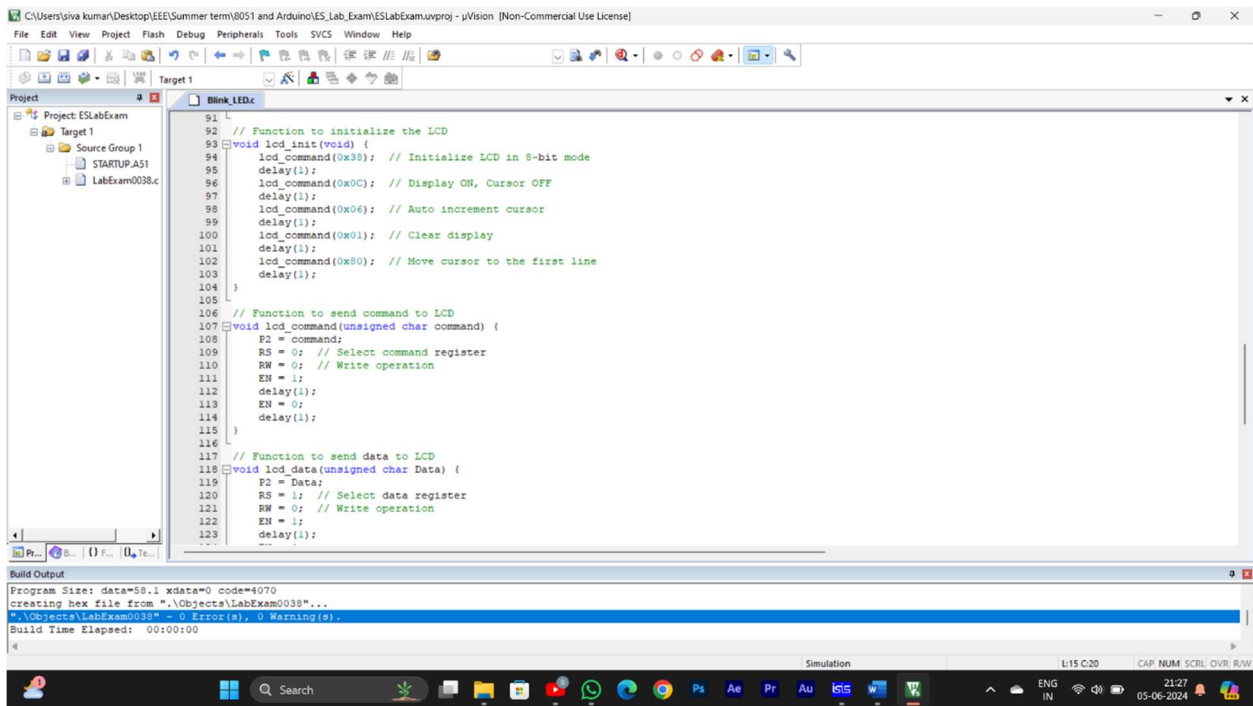 C:\Users\siva kumar\Desktop\EEE\Summer term\8051 and Arduino\ES_Lab_Exam\ESLabExam.uvproj - µVision [Non-Commercial Use License]
File Edit View Project Flash Debug Peripherals Tools SVCS Window Help
Target 1
Project
Blink_LED.c
Project: ESLabExam
Target 1
Source Group 1
STARTUP.A51
LabExam0038.c
91
92 // Function to initialize the LCD
93 void lcd_init(void) {
94 lcd_command(0x38); // Initialize LCD in 8-bit mode
95 delay(1);
96 lcd_command(0x0C); // Display ON, Cursor OFF
97 delay(1);
98 lcd_command(0x06); // Auto increment cursor
99 delay(1);
100 lcd_command(0x01); // Clear display
101 delay(1);
102 lcd_command(0x80); // Move cursor to the first line
103 delay(1);
104 }
105
106 // Function to send command to LCD
107 void lcd_command(unsigned char command) {
108 P2 = command;
109 RS = 0; // Select command register
110 RW = 0; // Write operation
111 EN = 1;
112 delay(1);
113 EN = 0;
114 delay(1);
115 }
116
117 // Function to send data to LCD
118 void lcd_data(unsigned char Data) {
119 P2 = Data;
120 RS = 1; // Select data register
121 RW = 0; // Write operation
122 EN = 1;
123 delay(1);
Pr... B... {} F... Te...
Build Output
Program Size: data=58.1 xdata=0 code=4070
creating hex file from ".\Objects\LabExam0038"...
".\Objects\LabExam0038" - 0 Error(s), 0 Warning(s).
Build Time Elapsed: 00:00:00
Simulation L:15 C:20 CAP NUM SCRL OVR R/W
1 Search 5 Ps Ae Pr Au isis ENG 21:27
IN 05-06-2024